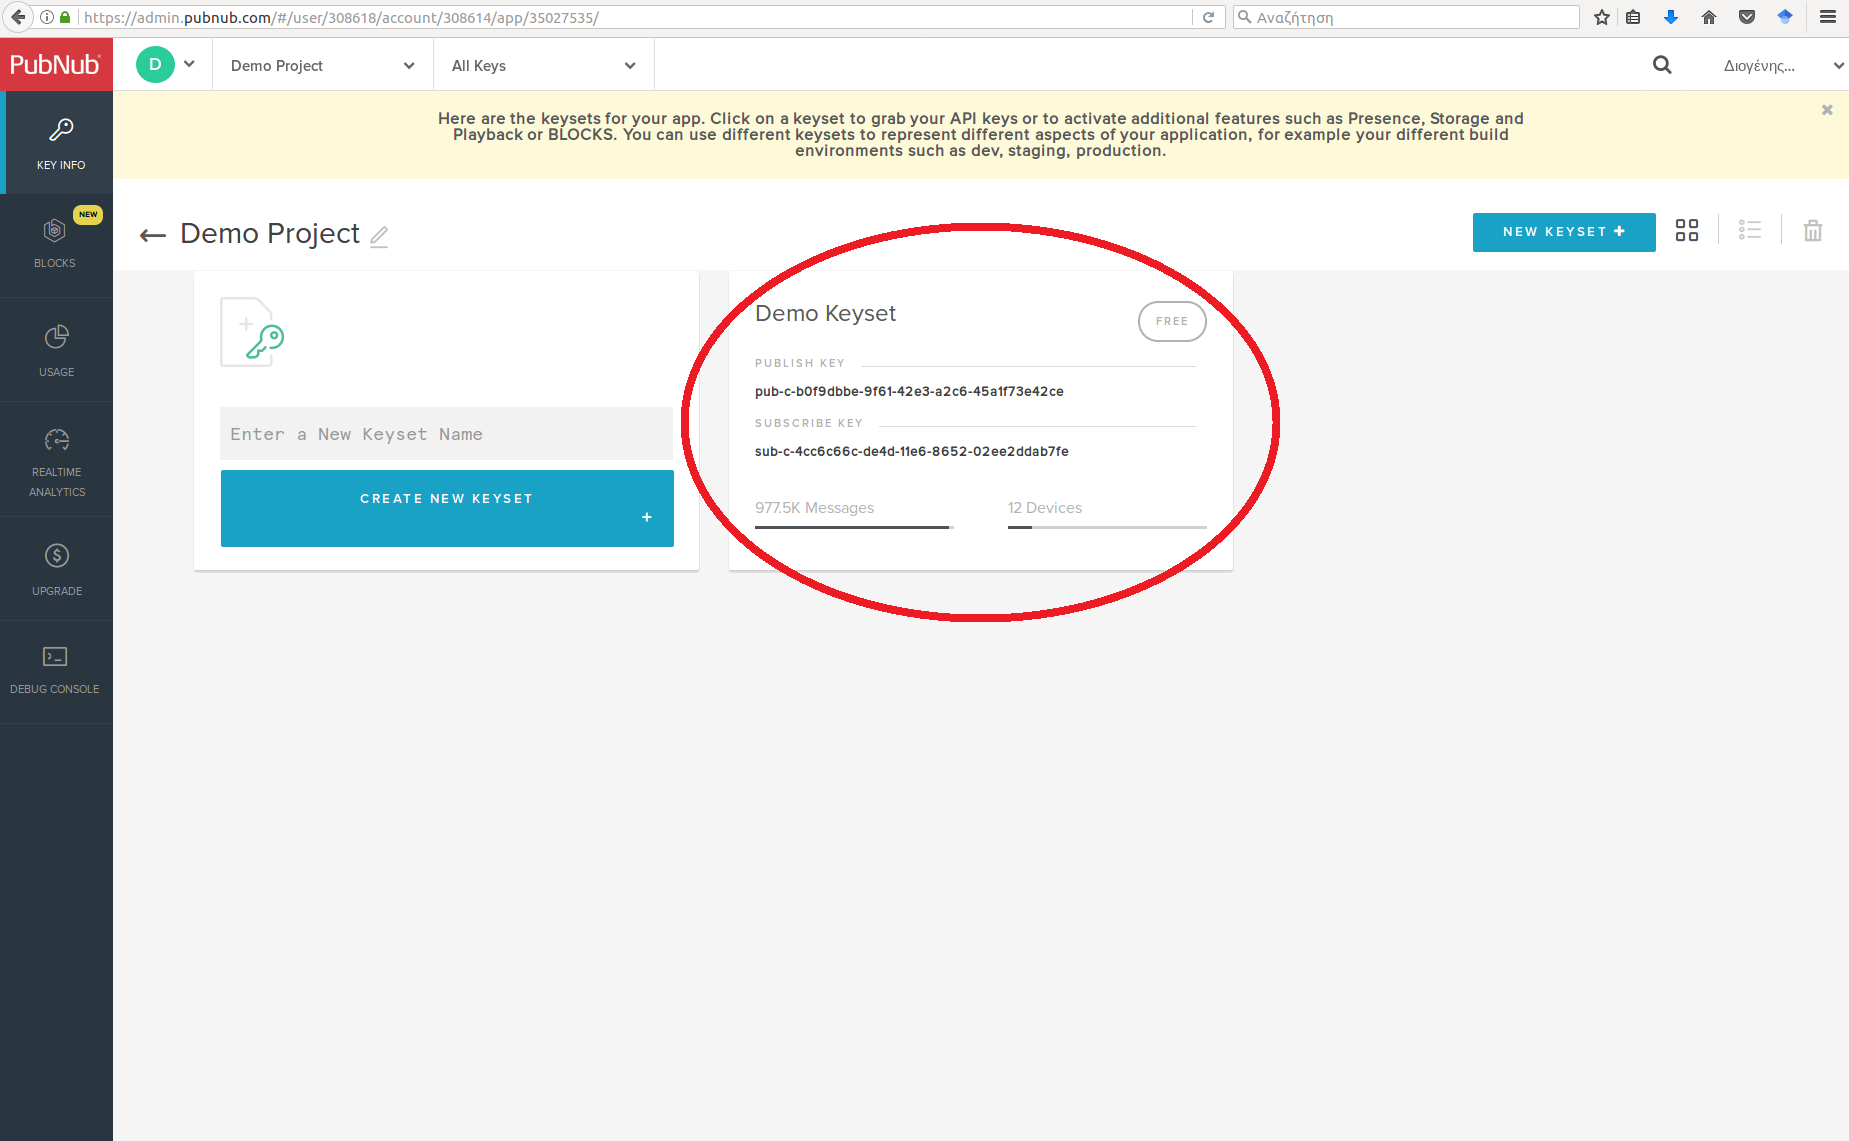 https://admin.pubnub.com/#/user/308618/account/308614/app/35027535/
Αναζήτηση
PubNub
D
Demo Project
All Keys
Διογένης...
Here are the keysets for your app. Click on a keyset to grab your API keys or to activate additional features such as Presence, Storage and
Playback or BLOCKS. You can use different keysets to represent different aspects of your application, for example your different build
environments such as dev, staging, production.
KEY INFO
NEW
BLOCKS
USAGE
REALTIME
ANALYTICS
UPGRADE
DEBUG CONSOLE
Demo Project
NEW KEYSET +
Enter a New Keyset Name
CREATE NEW KEYSET
+
Demo Keyset
FREE
PUBLISH KEY
pub-c-b0f9dbbe-9f61-42e3-a2c6-45a1f73e42ce
SUBSCRIBE KEY
sub-c-4cc6c66c-de4d-11e6-8652-02ee2ddab7fe
977.5K Messages
12 Devices